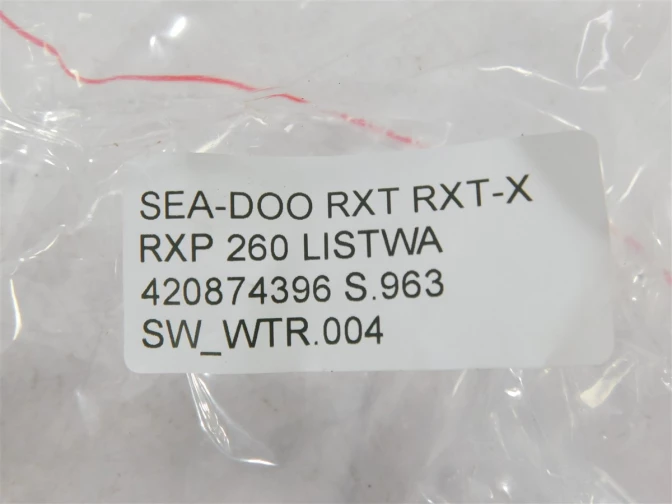 SEA-DOO RXT RXT-X
RXP 260 LISTWA
420874396 S.963
SW_WTR.004